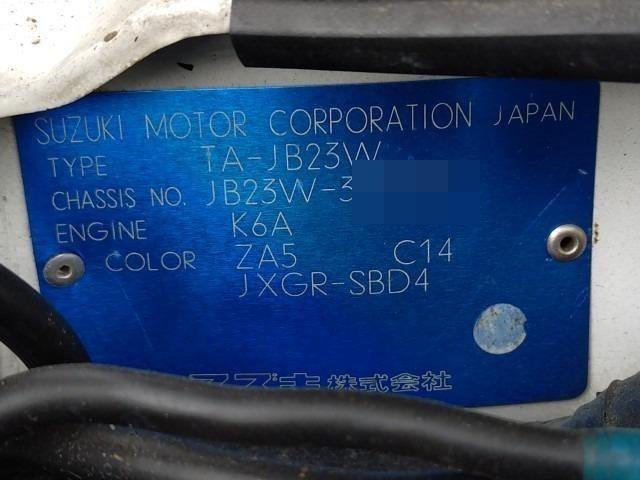 SUZUKI MOTOR CORPORATION JAPAN
TYPE TA-JB23W
CHASSIS NO. JB23W-3
ENGINE K6A
COLOR ZA5 C14
JXGR-SBD4
スズキ株式会社